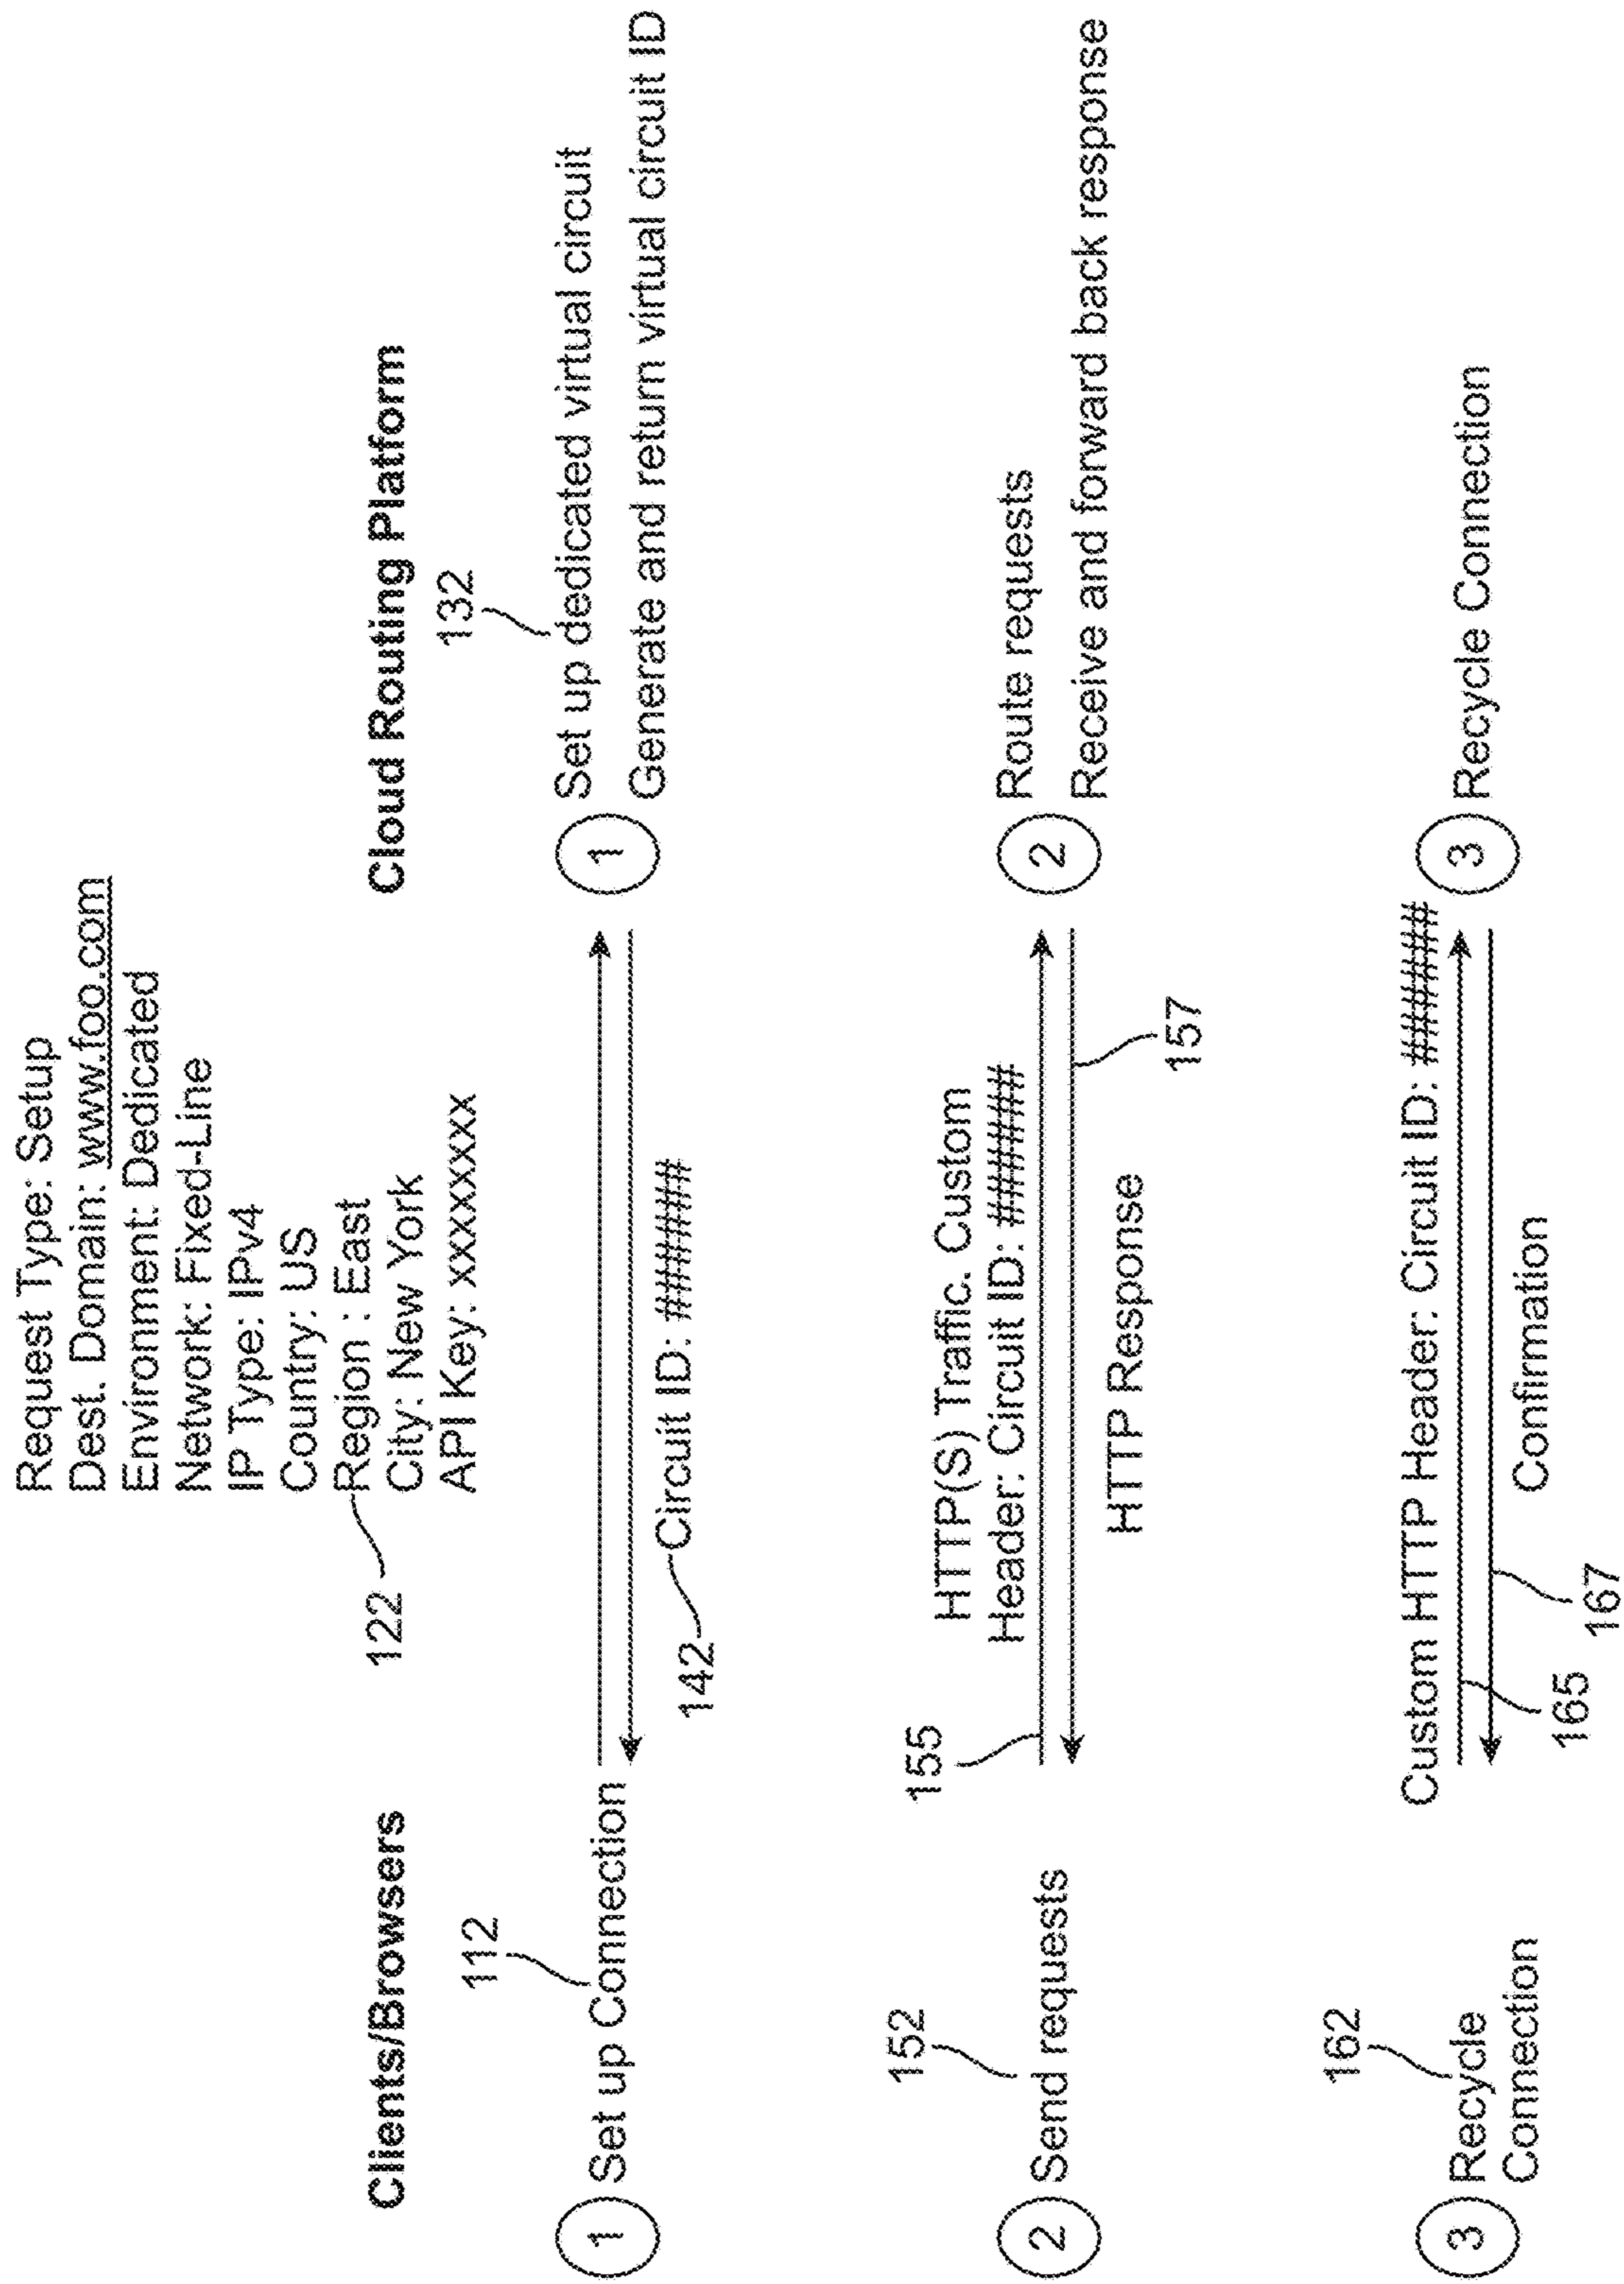 Request Type: Setup
Dest. Domain: www.foo.com
Environment: Dedicated
Network: Fixed-Line
IP Type: IPv4
Country: US
122
Region : East
City: New York
API Key: xxxxxxxx
Clients/Browsers
Cloud Routing Platform
112
132
1 Set up Connection
1 Set up dedicated virtual circuit
Generate and return virtual circuit ID
142
Circuit ID: #####
152
155
HTTP(S) Traffic. Custom
Header: Circuit ID: #####
2 Send requests
2 Route requests
Receive and forward back response
HTTP Response
157
162
Custom HTTP Header: Circuit ID: #####
3 Recycle
Connection
3 Recycle Connection
Confirmation
165
167